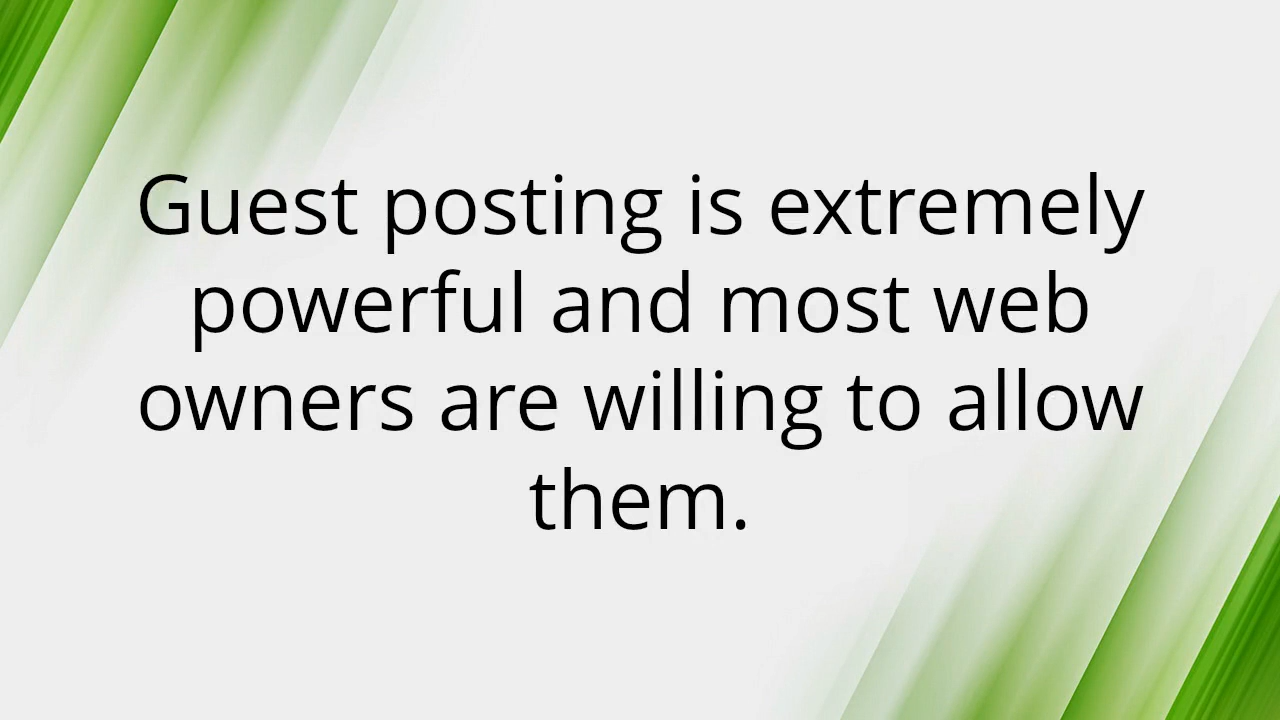 Guest posting is extremely
powerful and most web
owners are willing to allow
them.